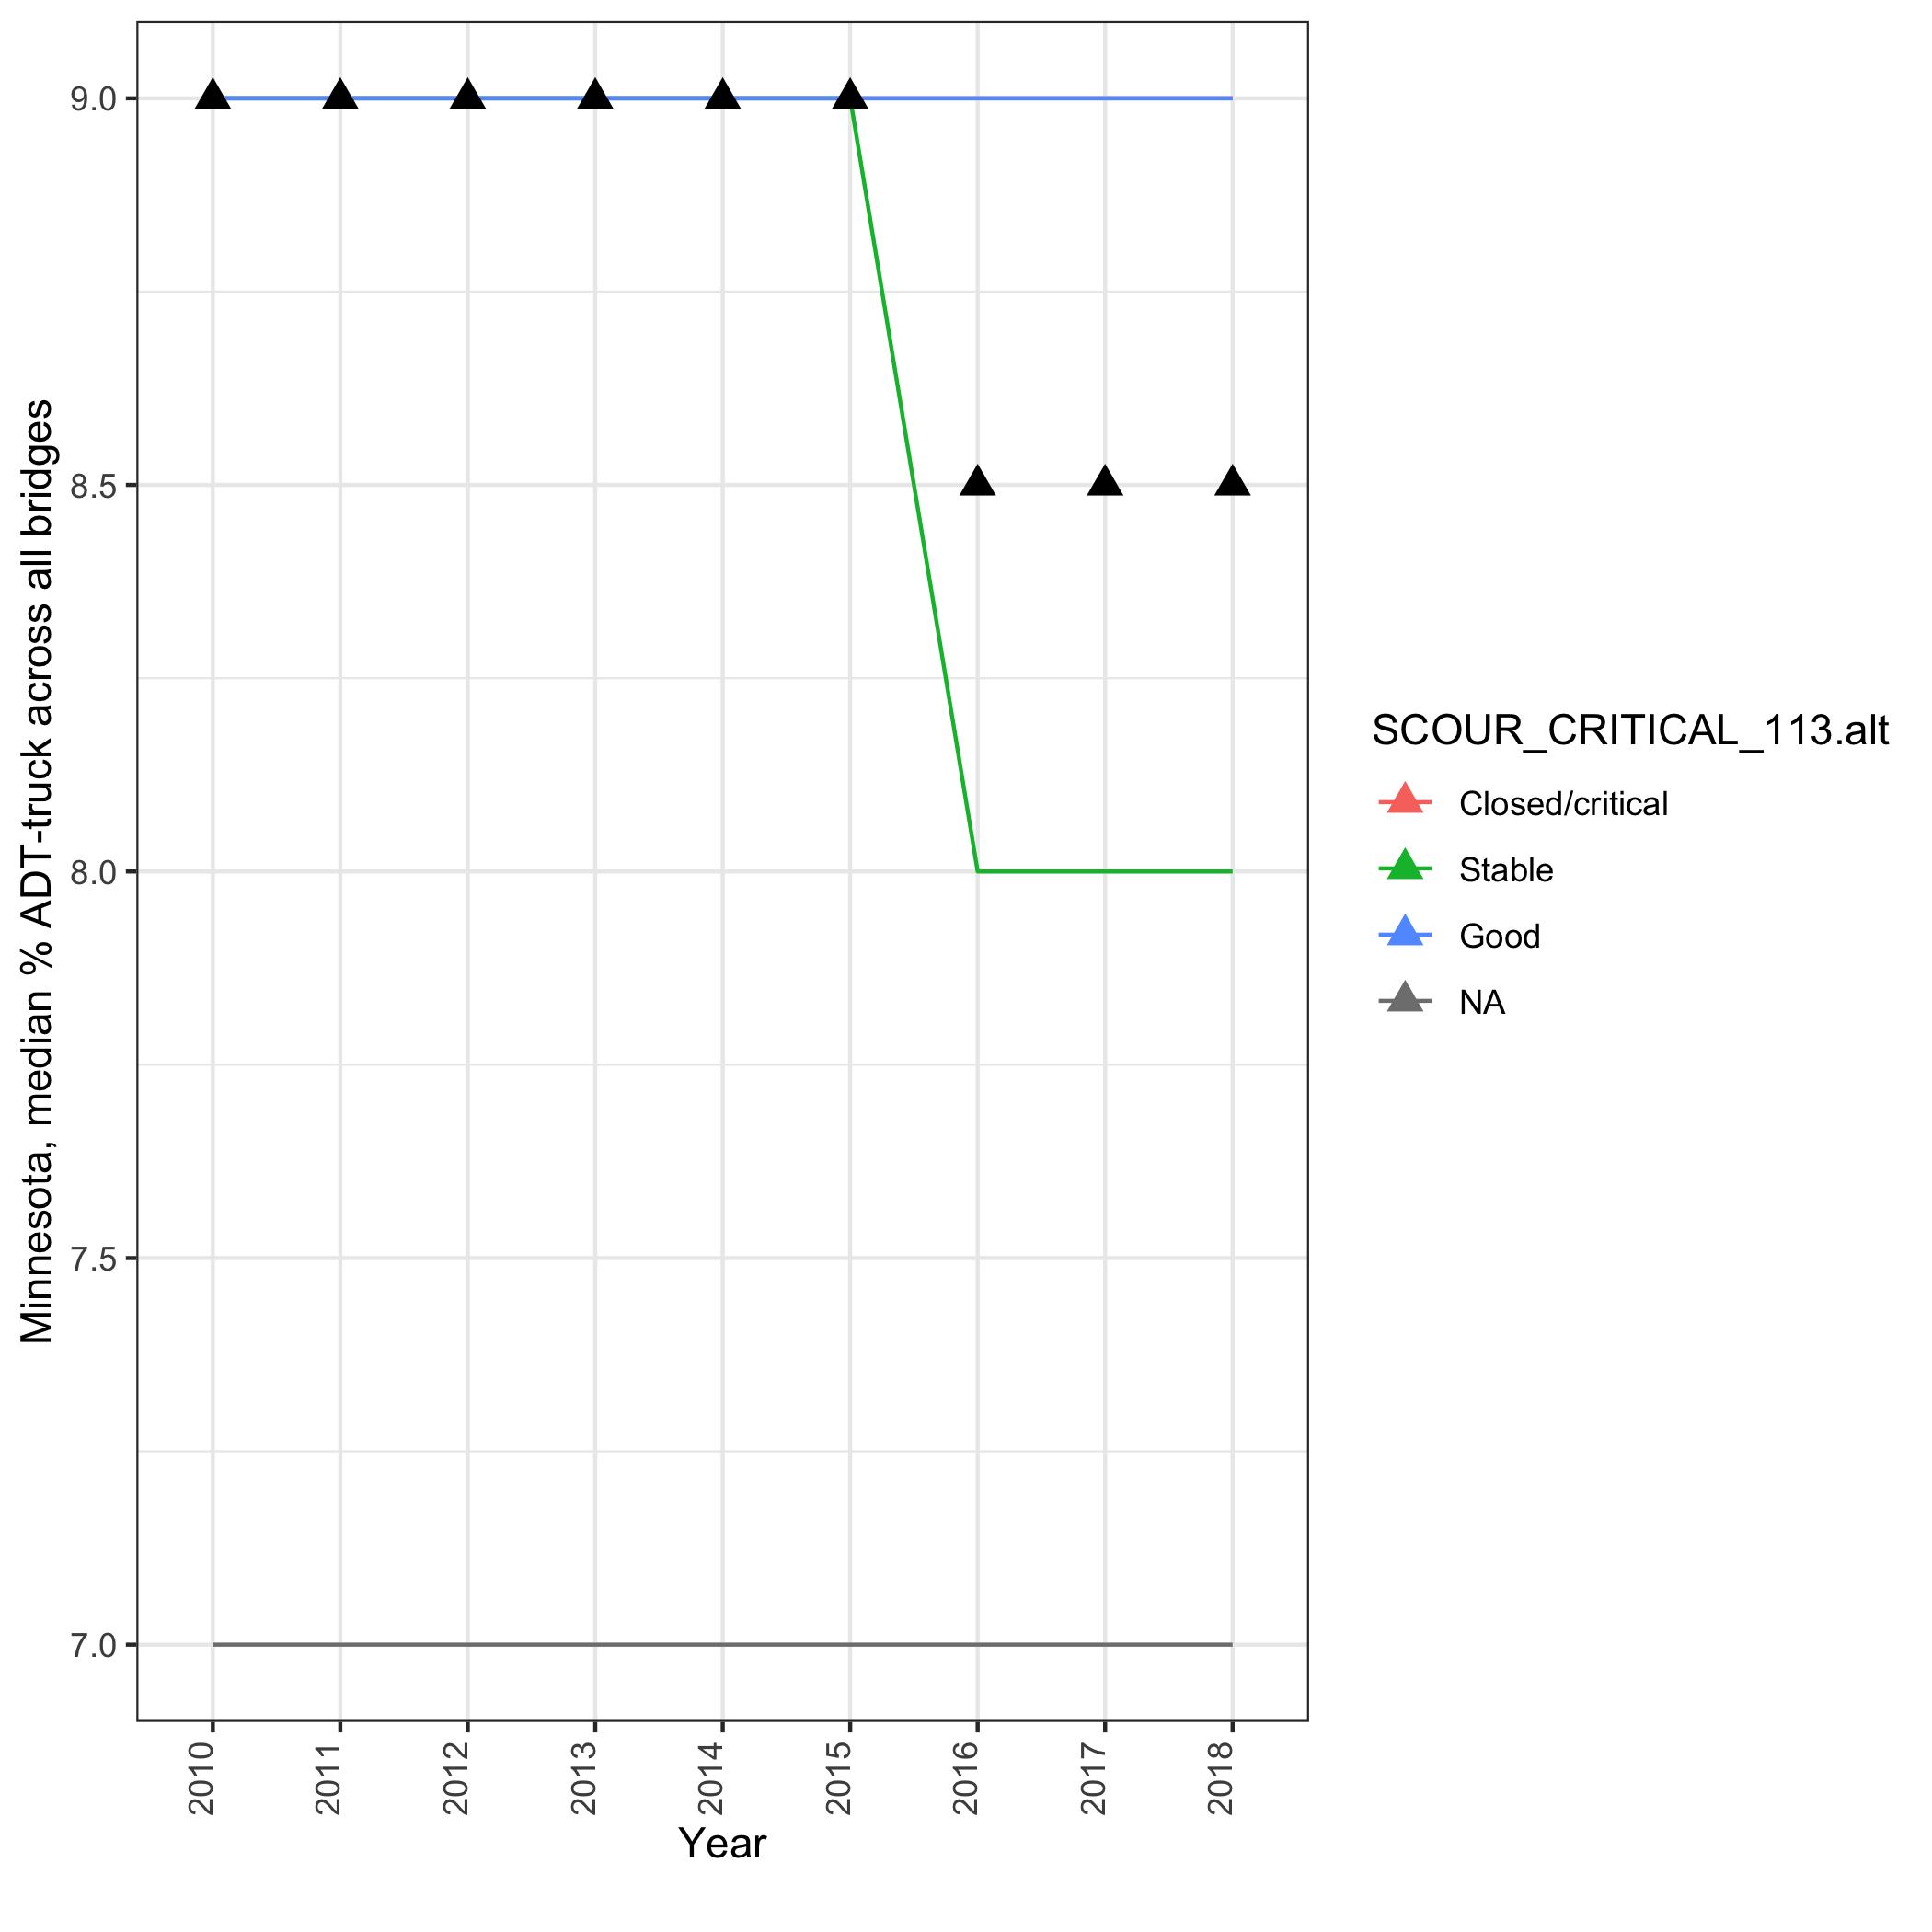 Minnesota, median % ADT-truck across all bridges
9.0
8.5
8.0
7.5
7.0
2010
2011
2012
2013
2014
2015
2016
2017
2018
Year
SCOUR_CRITICAL_113.alt
Closed/critical
Stable
Good
NA